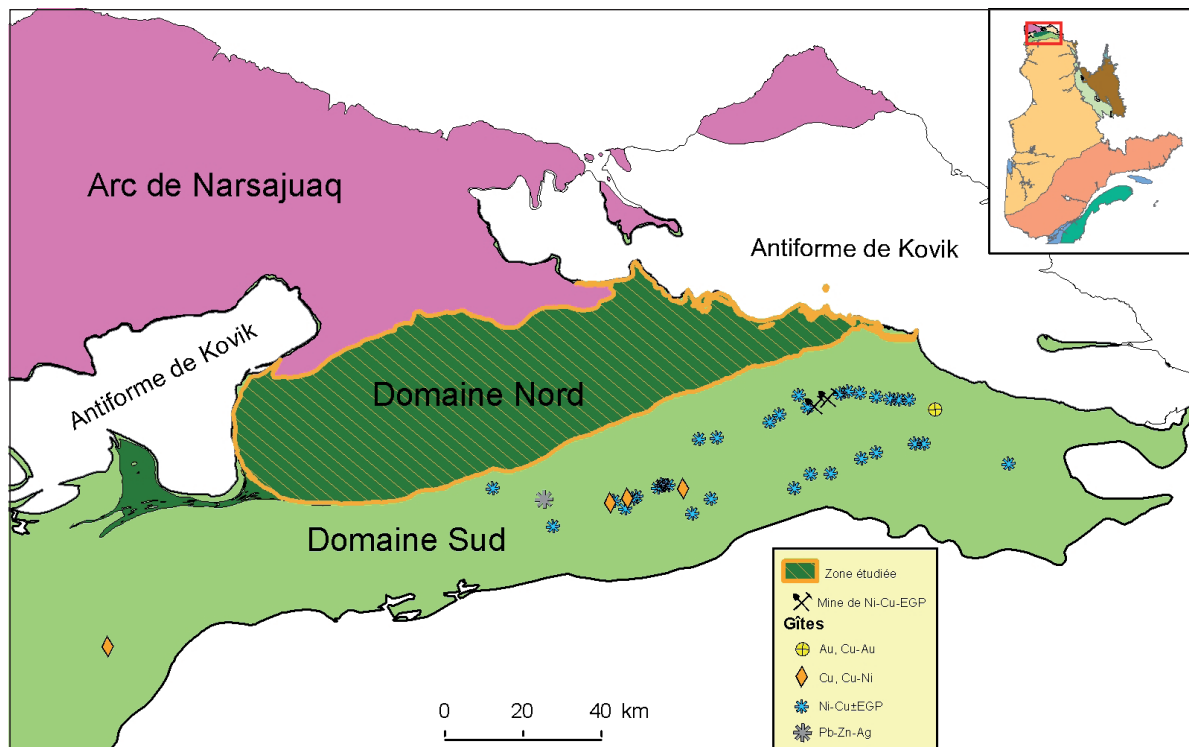 Arc de Narsajuaq
Antiforme de Kovik
Antiforme de Kovik
Domaine Nord
Domaine Sud
0 20 40 km
Zone étudiée
Mine de Ni-Cu-EGP
Gîtes
Au, Cu-Au
Cu, Cu-Ni
Ni-Cu±EGP
Pb-Zn-Ag